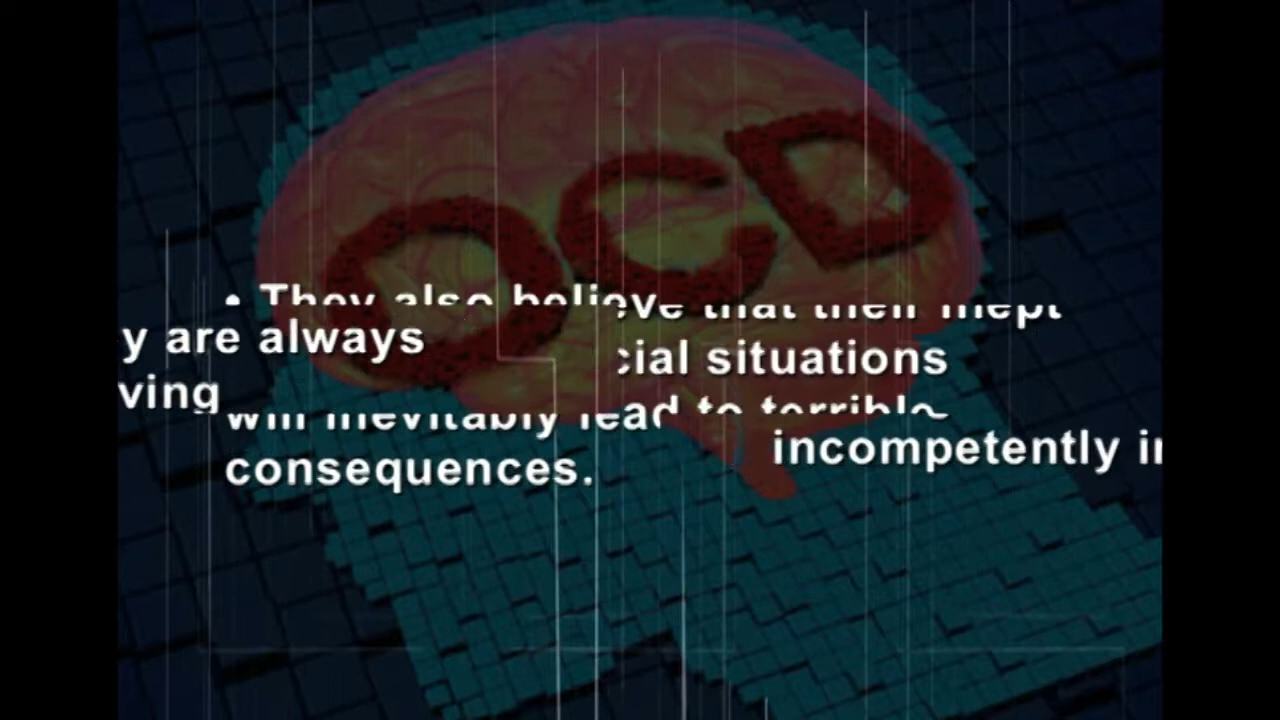 OCD
• They also believe that their inept
y are always
cial situations
ving
will inevitably lead to terrible
incompetently in
consequences.